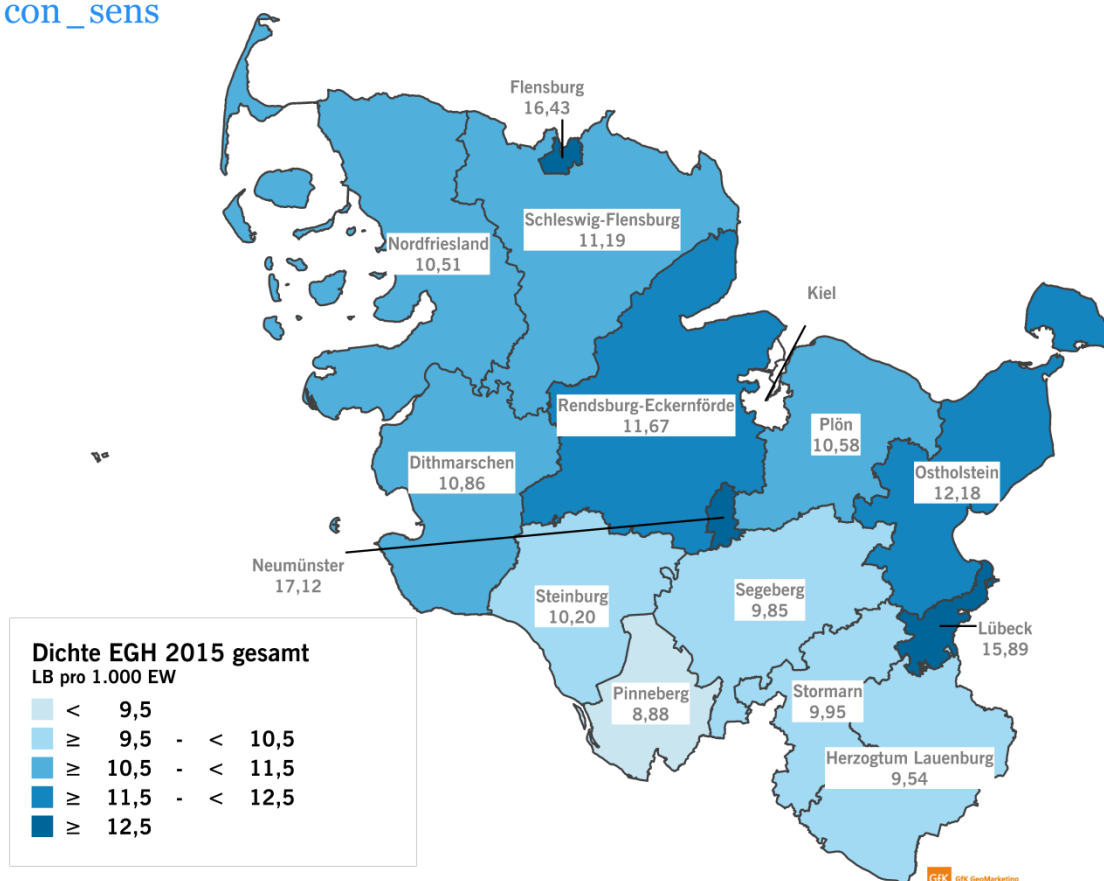 con_sens
Flensburg
16,43
Schleswig-Flensburg
11,19
Nordfriesland
10,51
Kiel
Rendsburg-Eckernförde
11,67
Plön
10,58
Dithmarschen
10,86
Ostholstein
12,18
Neumünster
17,12
Steinburg
10,20
Segeberg
9,85
Lübeck
15,89
Pinneberg
8,88
Stormarn
9,95
Herzogtum Lauenburg
9,54
Dichte EGH 2015 gesamt
LB pro 1.000 EW
< 9,5
≥ 9,5 - < 10,5
≥ 10,5 - < 11,5
≥ 11,5 - < 12,5
≥ 12,5
GfK GfK GeoMarketing